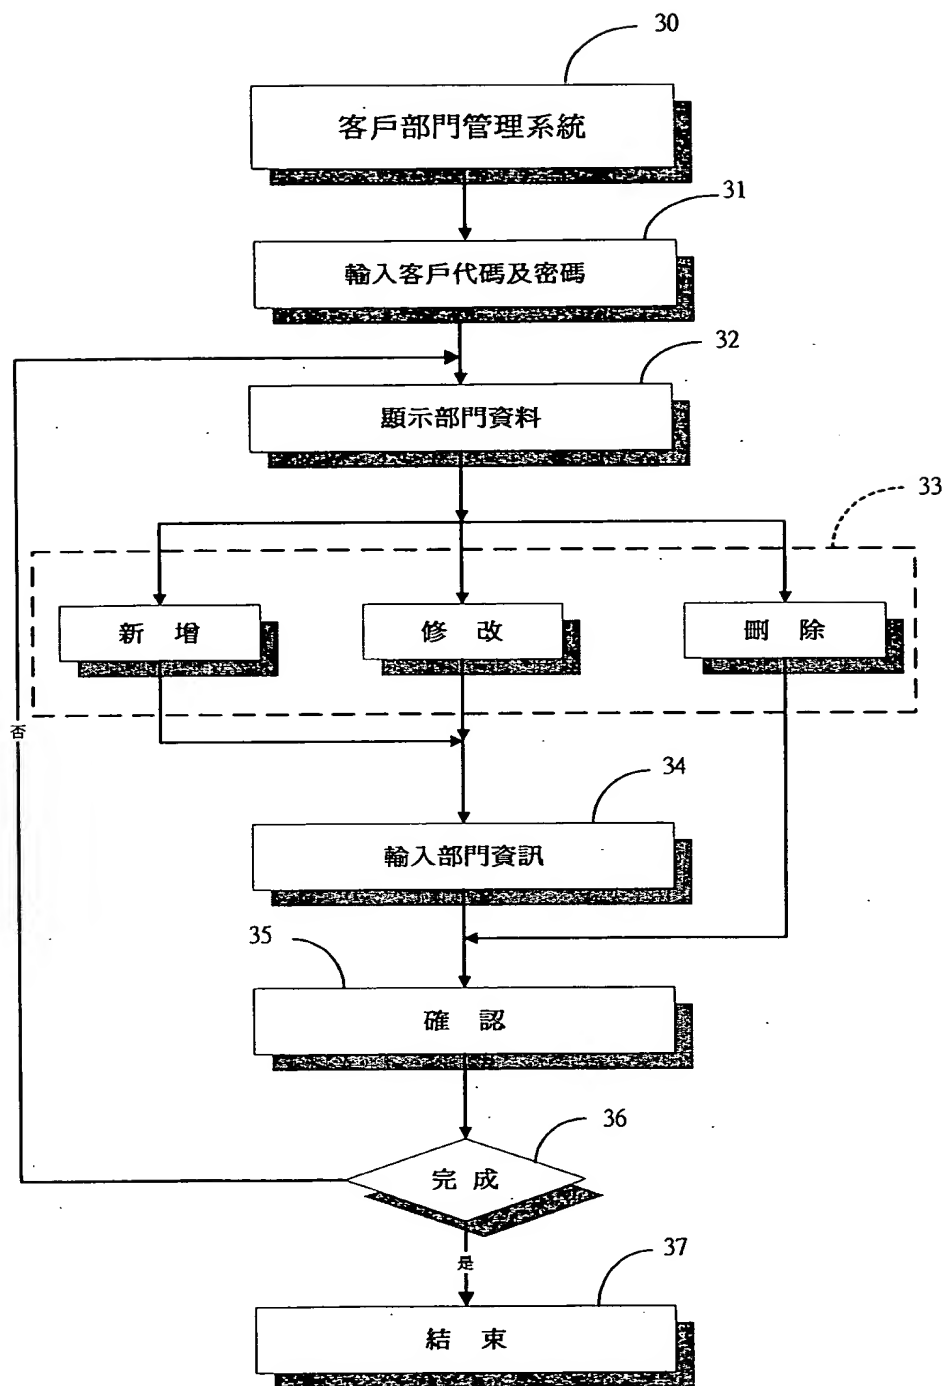 30
客戶部門管理系統
31
輸入客戶代碼及密碼
32
顯示部門資料
33
新 增
修 改
刪 除
否
34
輸入部門資訊
35
確 認
36
完 成
是
37
結 束